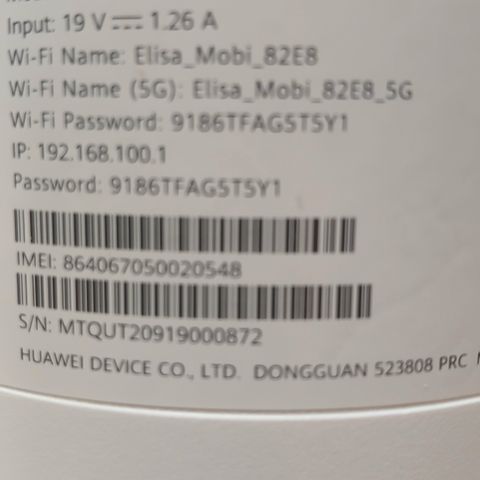 Input: 19 V⎓1.26 A
Wi-Fi Name: Elisa_Mobi_82E8
Wi-Fi Name (5G): Elisa_Mobi_82E8_5G
Wi-Fi Password: 9186TFAG5T5Y1
IP: 192.168.100.1
Password: 9186TFAG5T5Y1
IMEI: 864067050020548
S/N: MTQUT20919000872
HUAWEI DEVICE CO., LTD. DONGGUAN 523808 PRC